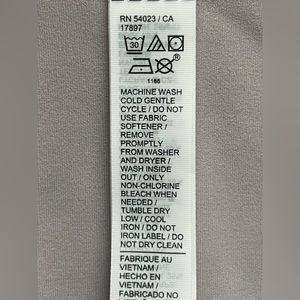 RN 54023 / CA
17897
30
1166
MACHINE WASH
COLD GENTLE
CYCLE / DO NOT
USE FABRIC
SOFTENER /
REMOVE
PROMPTLY
FROM WASHER
AND DRYER /
WASH INSIDE
OUT / ONLY
NON-CHLORINE
BLEACH WHEN
NEEDED /
TUMBLE DRY
LOW / COOL
IRON / DO NOT
IRON LABEL / DO
NOT DRY CLEAN
FABRIQUE AU
VIETNAM /
HECHO EN
VIETNAM /
FABRICADO NO